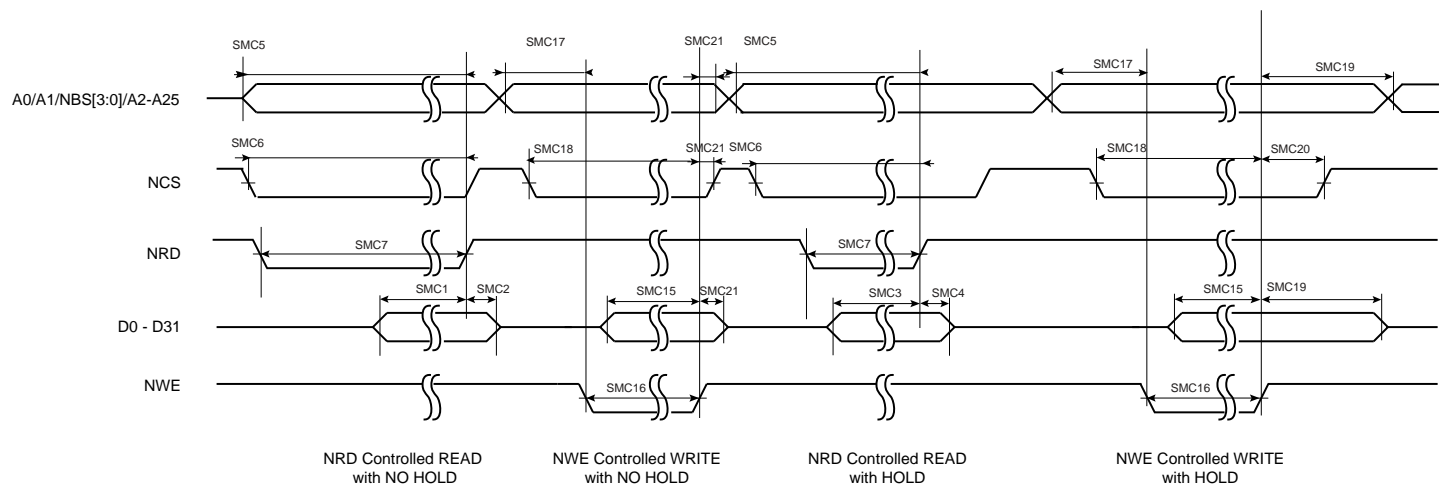 SMC5
SMC17
SMC21
SMC5
SMC17
SMC19
A0/A1/NBS[3:0]/A2-A25
SMC6
SMC18
SMC21
SMC6
SMC18
SMC20
NCS
SMC7
SMC7
NRD
SMC1
SMC2
SMC15
SMC21
SMC3
SMC4
SMC15
SMC19
D0 - D31
NWE
SMC16
SMC16
NRD Controlled READ
with NO HOLD
NWE Controlled WRITE
with NO HOLD
NRD Controlled READ
with HOLD
NWE Controlled WRITE
with HOLD